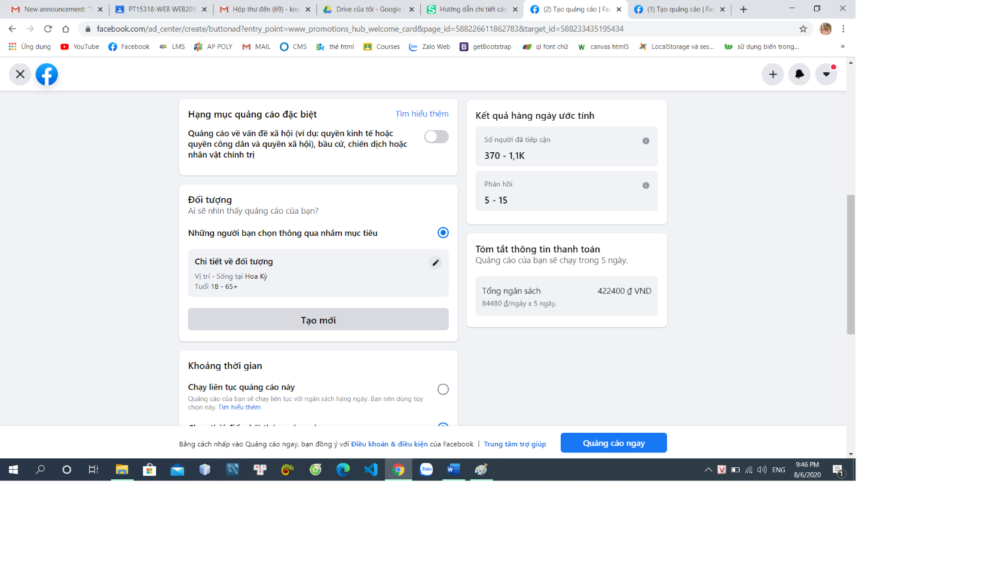 New announcement: "T
PT15318-WEB WEB205
Hộp thư đến (69) - kiec
Drive của tôi - Google
Hướng dẫn chi tiết các
(2) Tạo quảng cáo | Fac
(1) Tạo quảng cáo | Fac
facebook.com/ad_center/create/buttonad?entry_point=www_promotions_hub_welcome_card&page_id=588226611862783&target_id=588233435195434
Ứng dụng
YouTube
Facebook
LMS
AP POLY
MAIL
CMS
thẻ html
Courses
Zalo Web
getBootstrap
ql font chữ
canvas html5
LocalStorage và ses...
sử dụng biến trong...
Hạng mục quảng cáo đặc biệt
Tìm hiểu thêm
Quảng cáo về vấn đề xã hội (ví dụ: quyền kinh tế hoặc
quyền công dân và quyền xã hội), bầu cử, chiến dịch hoặc
nhân vật chính trị
Đối tượng
Ai sẽ nhìn thấy quảng cáo của bạn?
Những người bạn chọn thông qua nhắm mục tiêu
Chi tiết về đối tượng
Vị trí - Sống tại Hoa Kỳ
Tuổi 18 - 65+
Tạo mới
Khoảng thời gian
Chạy liên tục quảng cáo này
Quảng cáo của bạn sẽ chạy liên tục với ngân sách hàng ngày. Bạn nên dùng tùy
chọn này. Tìm hiểu thêm
Kết quả hàng ngày ước tính
Số người đã tiếp cận
370 - 1,1K
Phản hồi
5 - 15
Tóm tắt thông tin thanh toán
Quảng cáo của bạn sẽ chạy trong 5 ngày.
Tổng ngân sách
422400 ₫ VND
84480 ₫/ngày x 5 ngày.
Bằng cách nhấp vào Quảng cáo ngay, bạn đồng ý với Điều khoản & điều kiện của Facebook | Trung tâm trợ giúp
Quảng cáo ngay
ENG
9:46 PM
8/6/2020
1